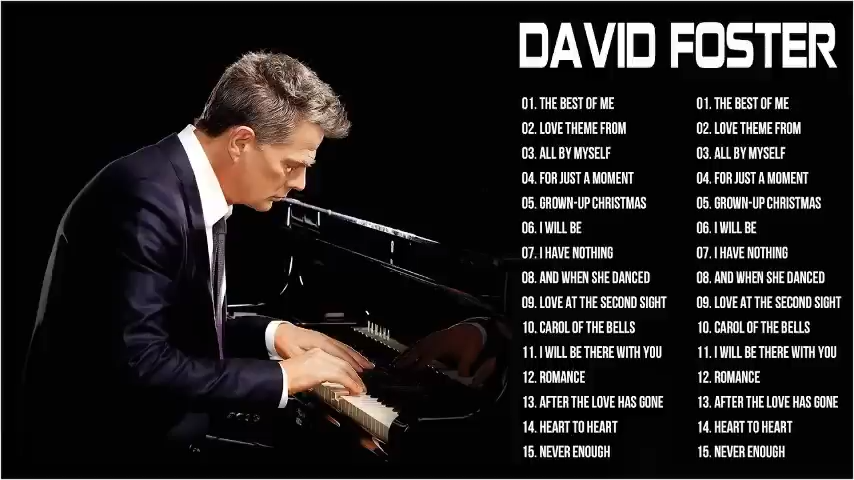 DAVID FOSTER
01. THE BEST OF ME
02. LOVE THEME FROM
03. ALL BY MYSELF
04. FOR JUST A MOMENT
05. GROWN-UP CHRISTMAS
06. I WILL BE
07. I HAVE NOTHING
08. AND WHEN SHE DANCED
09. LOVE AT THE SECOND SIGHT
10. CAROL OF THE BELLS
11. I WILL BE THERE WITH YOU
12. ROMANCE
13. AFTER THE LOVE HAS GONE
14. HEART TO HEART
15. NEVER ENOUGH
01. THE BEST OF ME
02. LOVE THEME FROM
03. ALL BY MYSELF
04. FOR JUST A MOMENT
05. GROWN-UP CHRISTMAS
06. I WILL BE
07. I HAVE NOTHING
08. AND WHEN SHE DANCED
09. LOVE AT THE SECOND SIGHT
10. CAROL OF THE BELLS
11. I WILL BE THERE WITH YOU
12. ROMANCE
13. AFTER THE LOVE HAS GONE
14. HEART TO HEART
15. NEVER ENOUGH